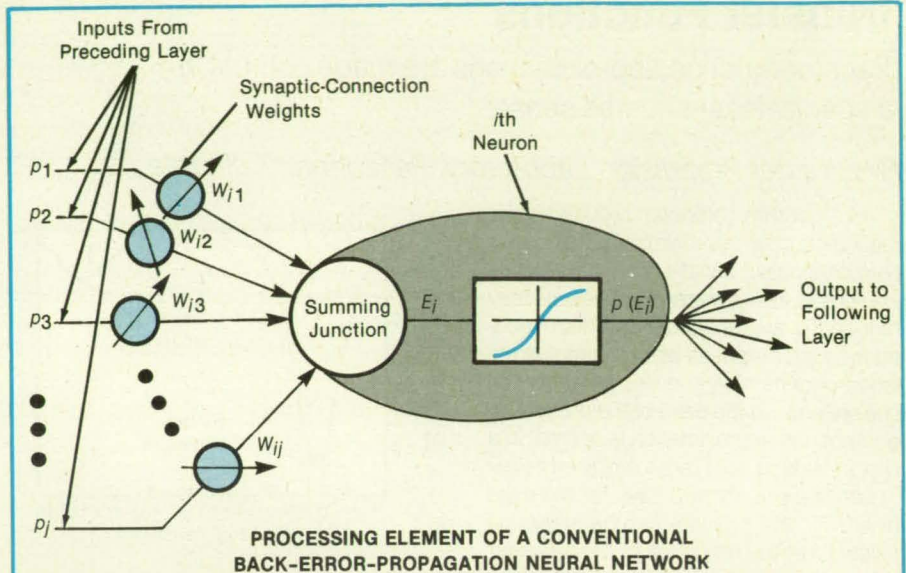 Inputs From
Preceding Layer
Synaptic-Connection
Weights
ith
Neuron
p1
Wi1
p2
Wi2
p3
Wi3
Summing
Junction
Ei
p (Ei)
Output to
Following
Layer
Wij
pj
PROCESSING ELEMENT OF A CONVENTIONAL
BACK-ERROR-PROPAGATION NEURAL NETWORK